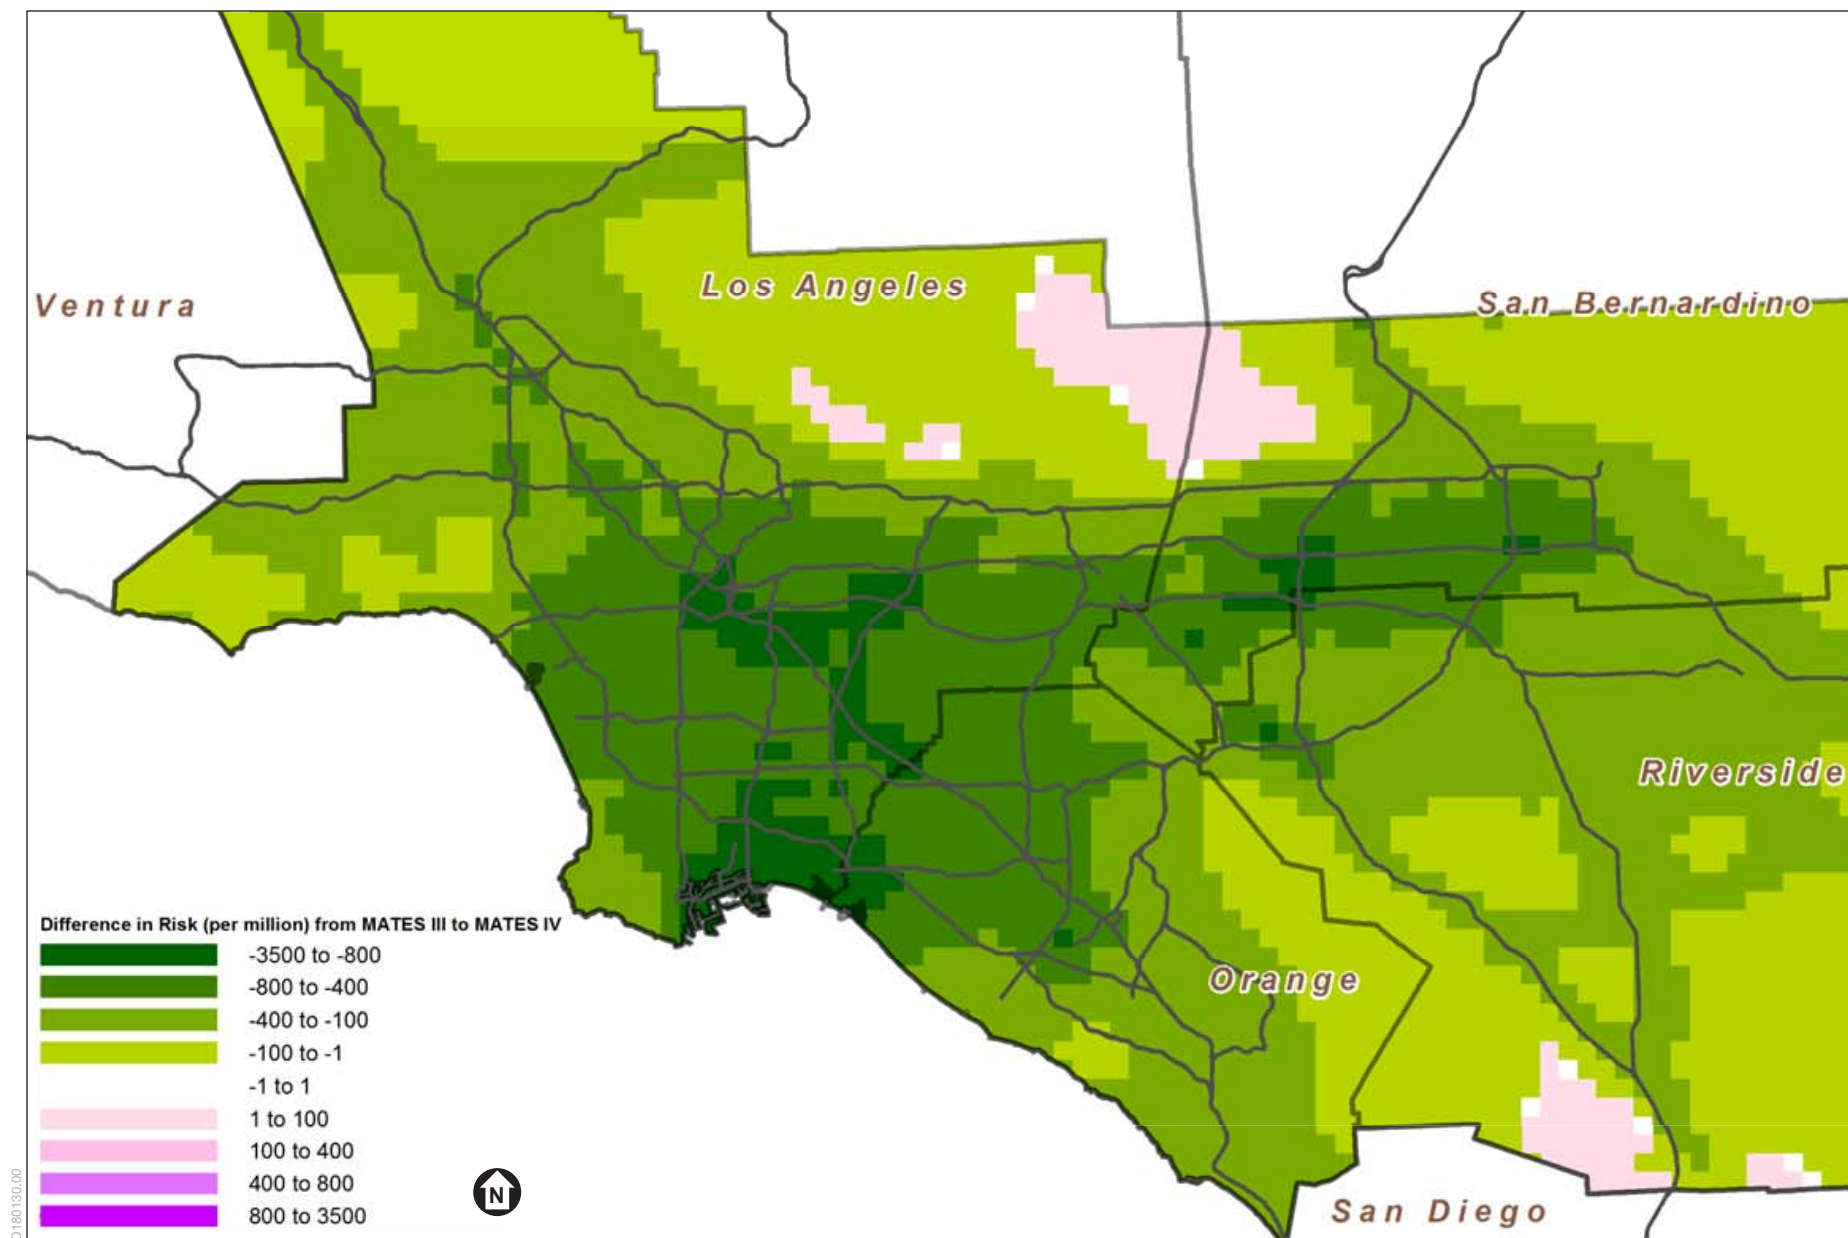 Ventura
Los Angeles
San Bernardino
Riverside
Orange
San Diego
Difference in Risk (per million) from MATES III to MATES IV
-3500 to -800
-800 to -400
-400 to -100
-100 to -1
-1 to 1
1 to 100
100 to 400
400 to 800
800 to 3500
N
D180130.00